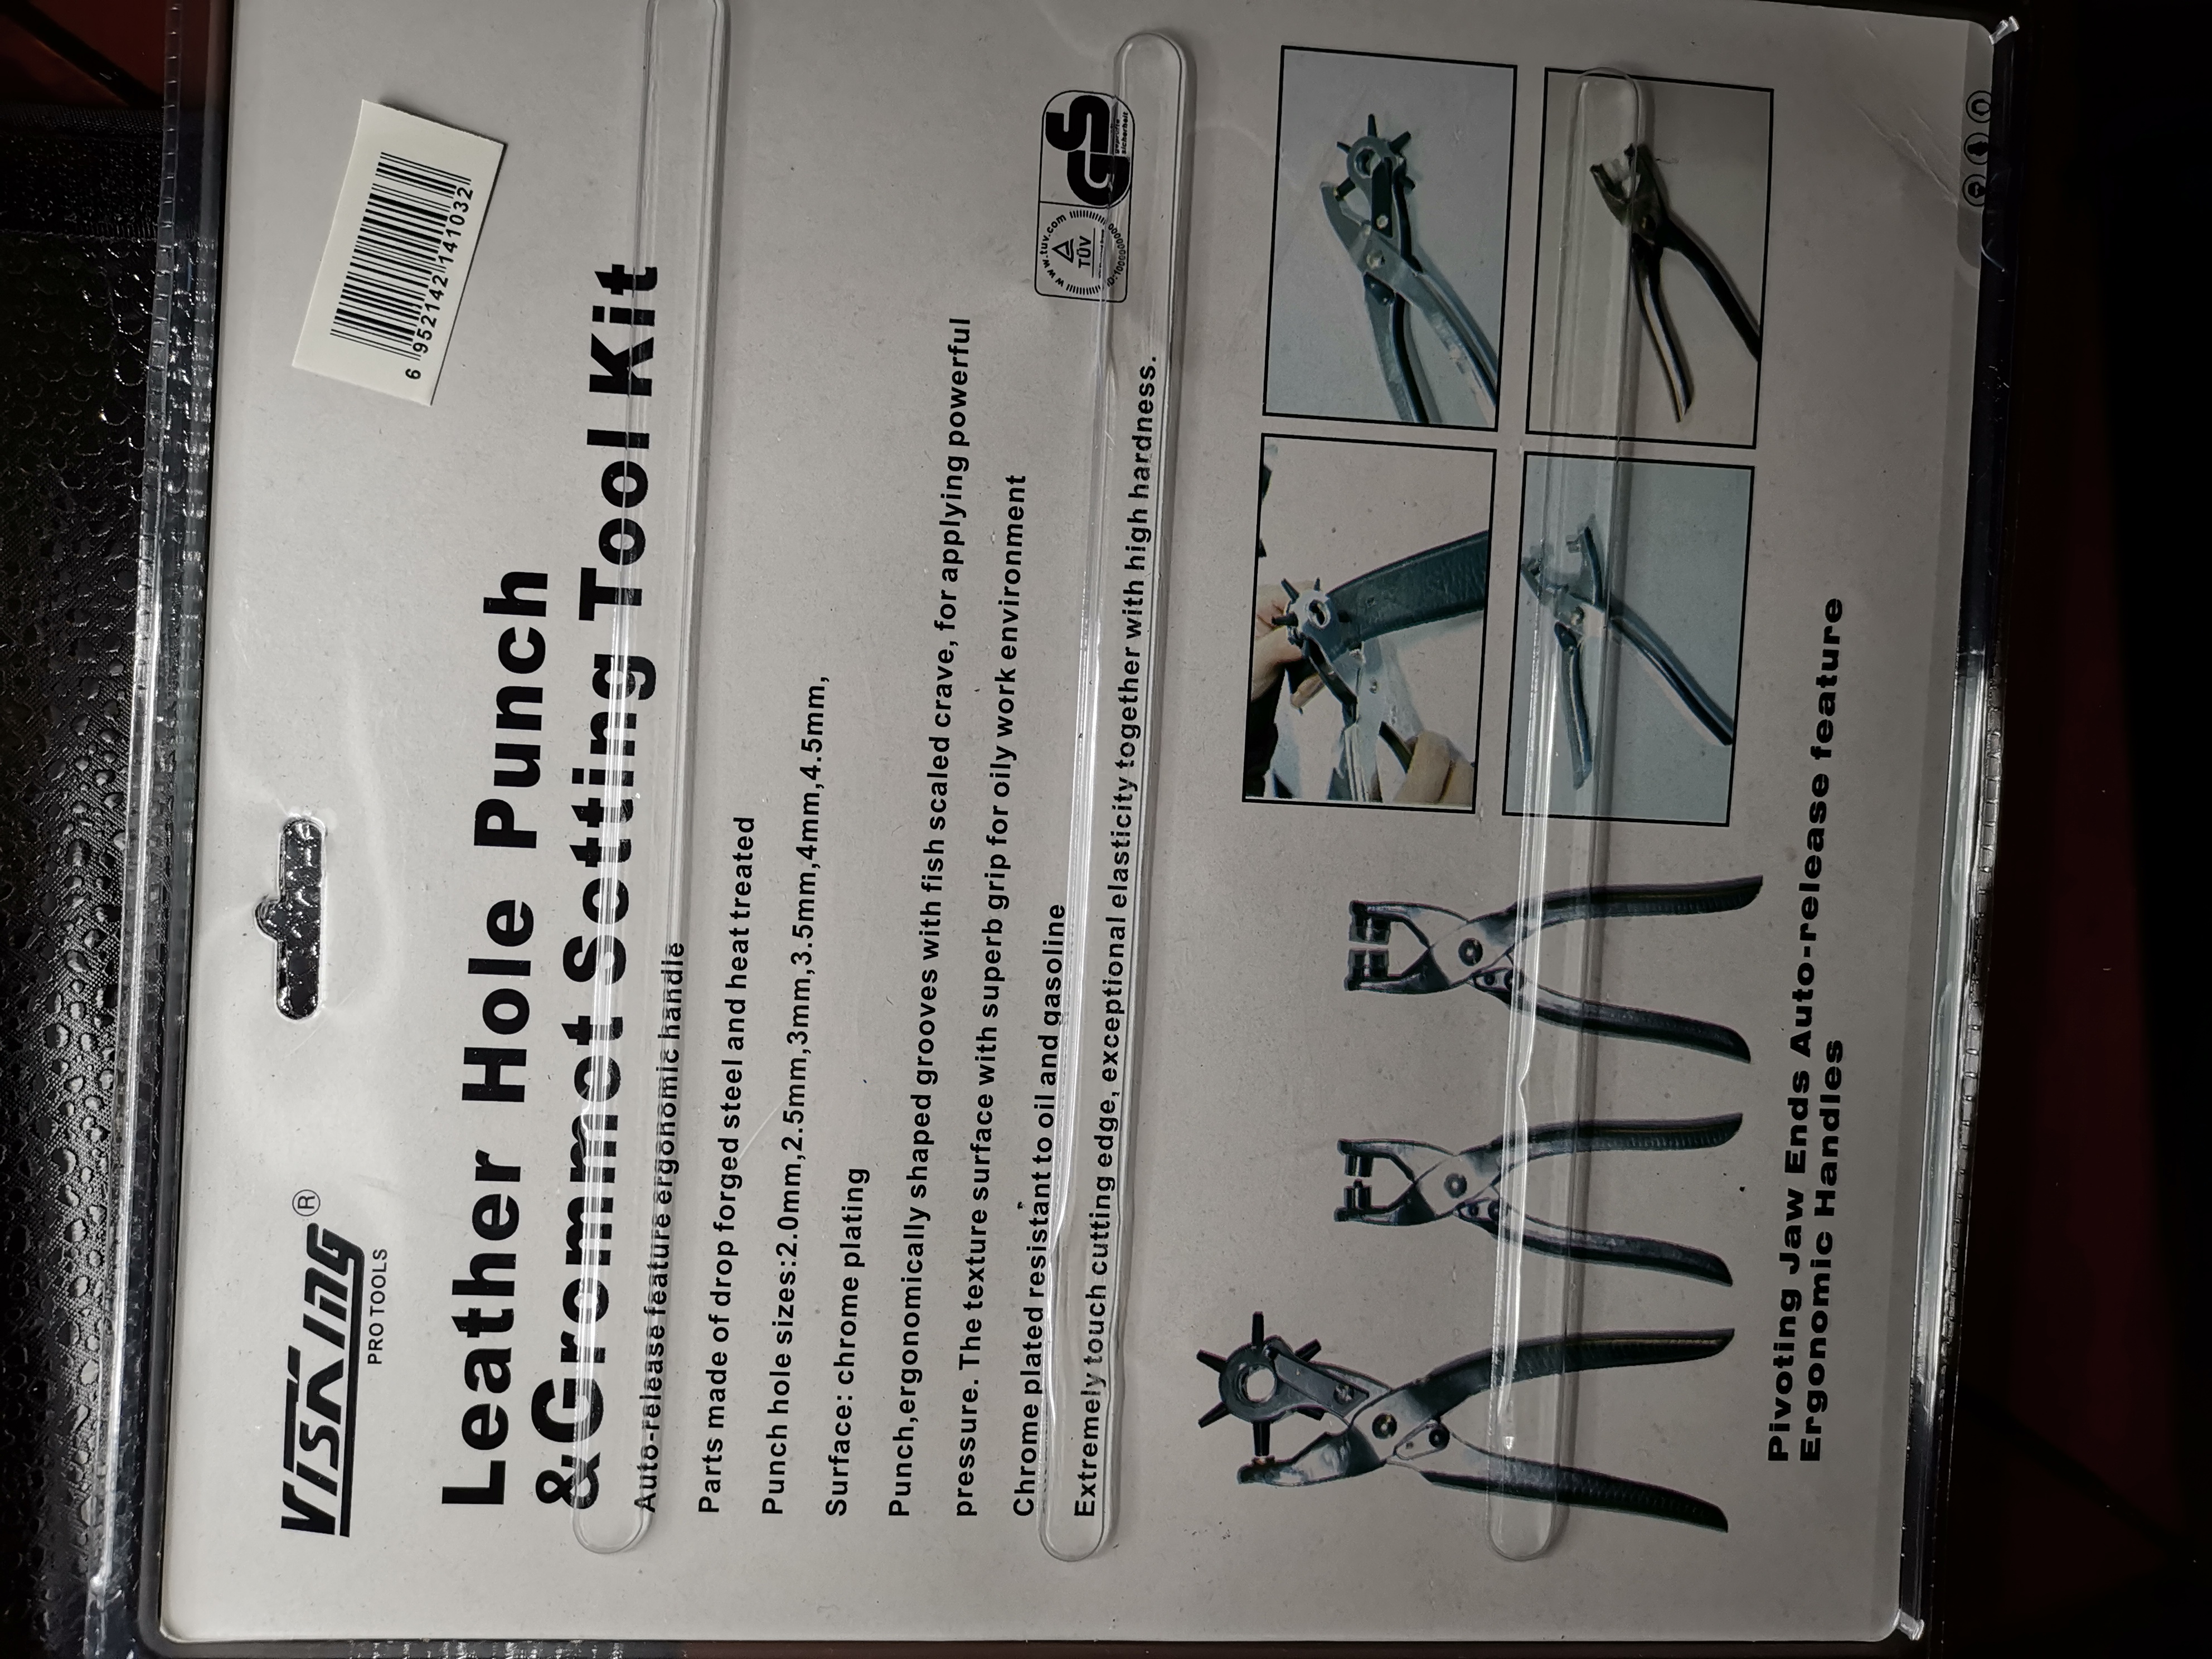 VISKING®
PRO TOOLS
6 952142 141032
Leather Hole Punch
&Grommet Setting Tool Kit
Auto-release feature ergonomic handle
Parts made of drop forged steel and heat treated
Punch hole sizes:2.0mm,2.5mm,3mm,3.5mm,4mm,4.5mm,
Surface: chrome plating
Punch,ergonomically shaped grooves with fish scaled crave, for applying powerful
pressure. The texture surface with superb grip for oily work environment
Chrome plated resistant to oil and gasoline
Extremely touch cutting edge, exceptional elasticity together with high hardness.
www.tuv.com
TÜV
GS
geprüfte
sicherheit
Pivoting Jaw Ends Auto-release feature
Ergonomic Handles